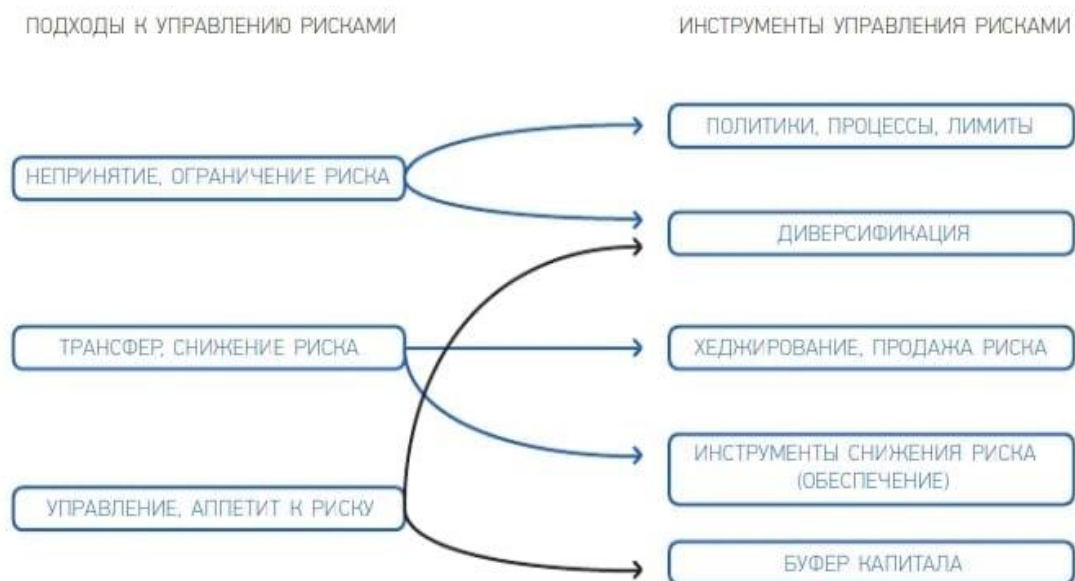 ПОДХОДЫ К УПРАВЛЕНИЮ РИСКАМИ
ИНСТРУМЕНТЫ УПРАВЛЕНИЯ РИСКАМИ
НЕПРИНЯТИЕ, ОГРАНИЧЕНИЕ РИСКА
ТРАНСФЕР, СНИЖЕНИЕ РИСКА
УПРАВЛЕНИЕ, АППЕТИТ К РИСКУ
ПОЛИТИКИ, ПРОЦЕССЫ, ЛИМИТЫ
ДИВЕРСИФИКАЦИЯ
ХЕДЖИРОВАНИЕ, ПРОДАЖА РИСКА
ИНСТРУМЕНТЫ СНИЖЕНИЯ РИСКА
(ОБЕСПЕЧЕНИЕ)
БУФЕР КАПИТАЛА